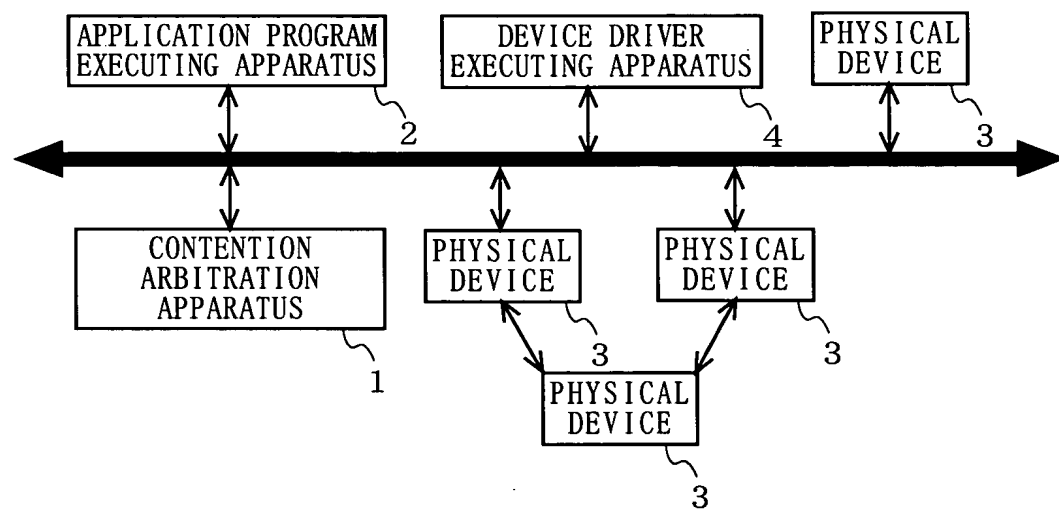 APPLICATION PROGRAM
EXECUTING APPARATUS
2
DEVICE DRIVER
EXECUTING APPARATUS
4
PHYSICAL
DEVICE
3
CONTENTION
ARBITRATION
APPARATUS
1
PHYSICAL
DEVICE
3
PHYSICAL
DEVICE
3
PHYSICAL
DEVICE
3